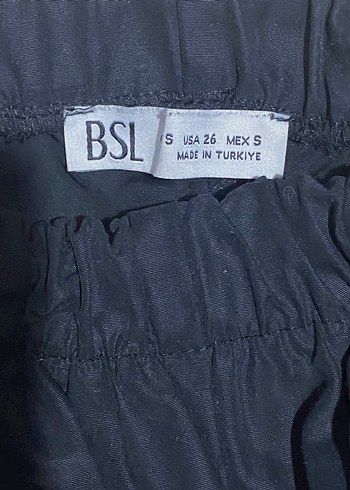 BSL
S USA 26 MEX S
MADE IN TURKIYE